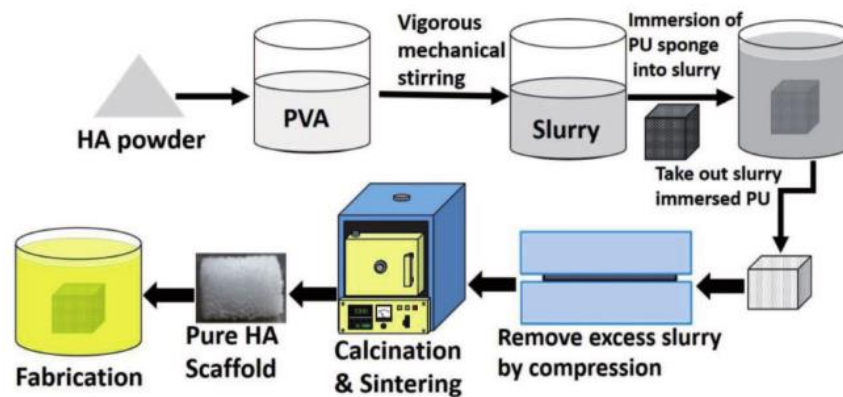 HA powder
PVA
Vigorous
mechanical
stirring
Slurry
Immersion of
PU sponge
into slurry
Take out slurry
immersed PU
Remove excess slurry
by compression
Calcination
& Sintering
Pure HA
Scaffold
Fabrication